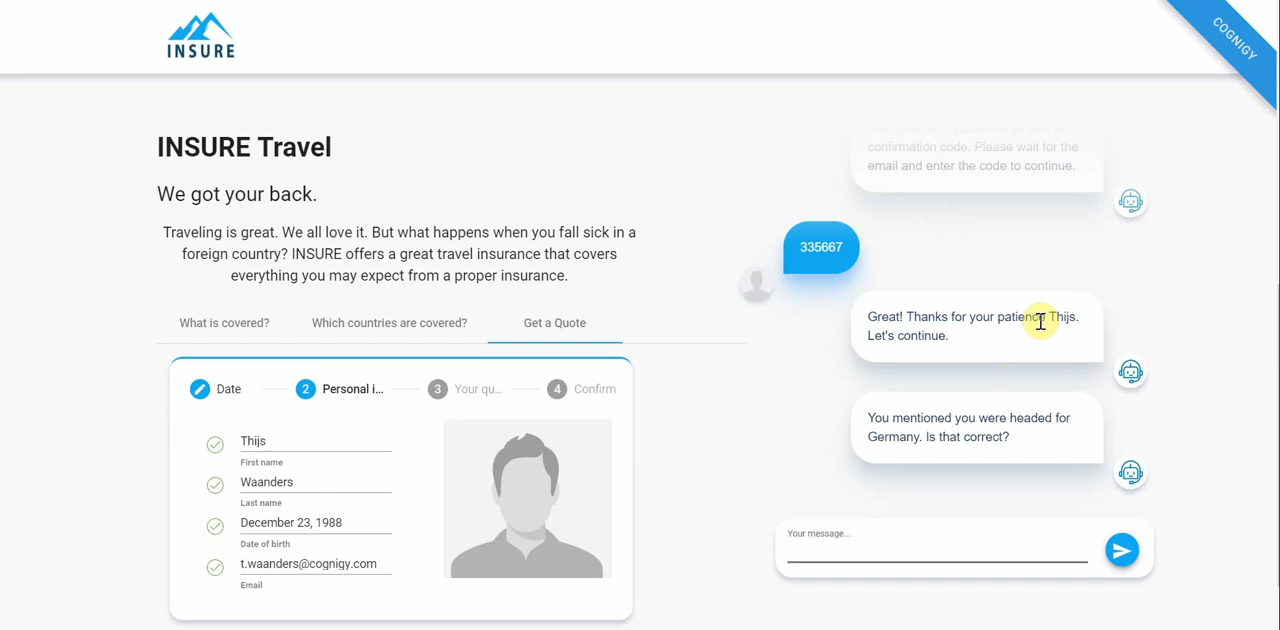 INSURE
COGNIGY
INSURE Travel
We got your back.
Traveling is great. We all love it. But what happens when you fall sick in a
foreign country? INSURE offers a great travel insurance that covers
everything you may expect from a proper insurance.
What is covered?
Which countries are covered?
Get a Quote
Date
2 Personal i...
3 Your qu...
4 Confirm
Thijs
First name
Waanders
Last name
December 23, 1988
Date of birth
t.waanders@cognigy.com
Email
confirmation code. Please wait for the
email and enter the code to continue.
335667
Great! Thanks for your patience Thijs.
Let's continue.
You mentioned you were headed for
Germany. Is that correct?
Your message...